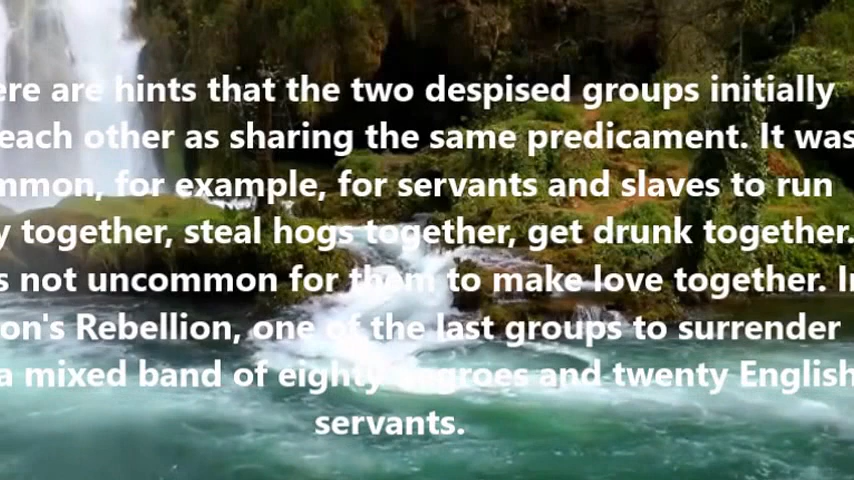 ere are hints that the two despised groups initially
each other as sharing the same predicament. It was
mmon, for example, for servants and slaves to run
y together, steal hogs together, get drunk together.
s not uncommon for them to make love together. In
on's Rebellion, one of the last groups to surrender
a mixed band of eighty negroes and twenty English
servants.